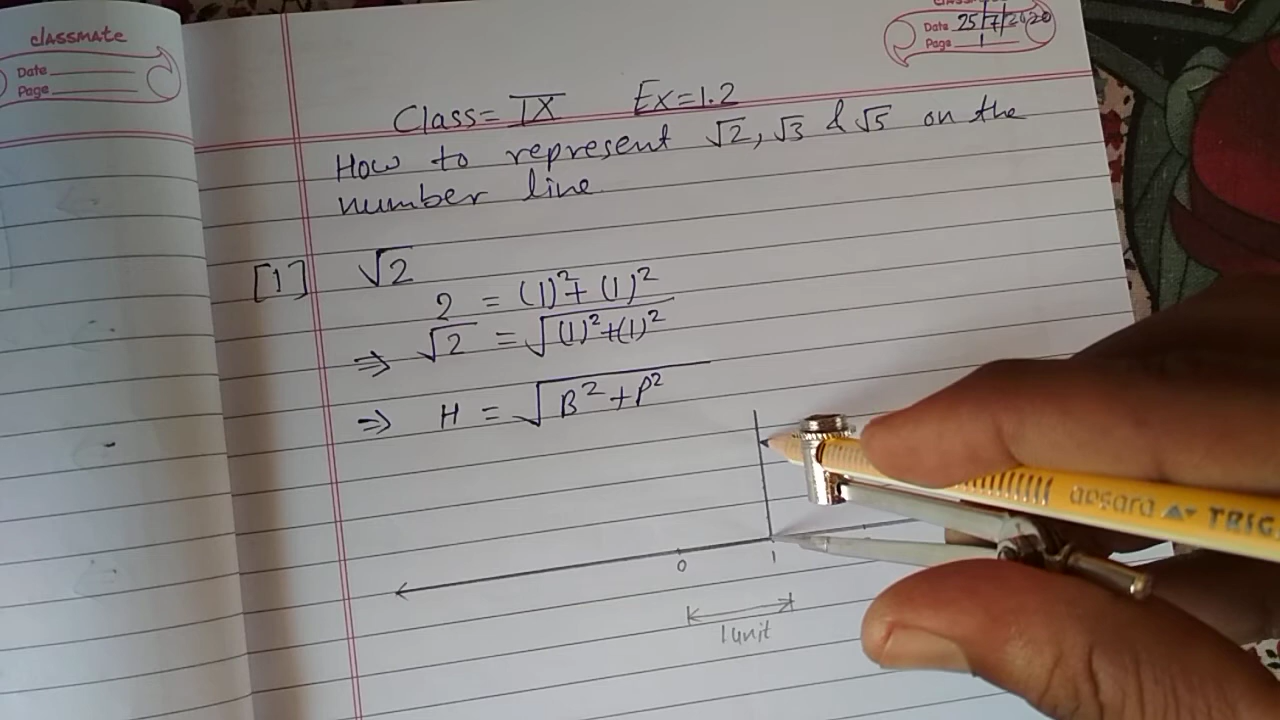 classmate
Date
Page
Date 25/7/2020
Page 1
Class = IX Ex = 1.2
How to represent √2, √3 & √5 on the
number line
[1] √2
2 = (1)² + (1)²
⇒ √2 = √(1)²+(1)²
⇒ H = √B²+P²
0 1
1 unit
apsara TRIG